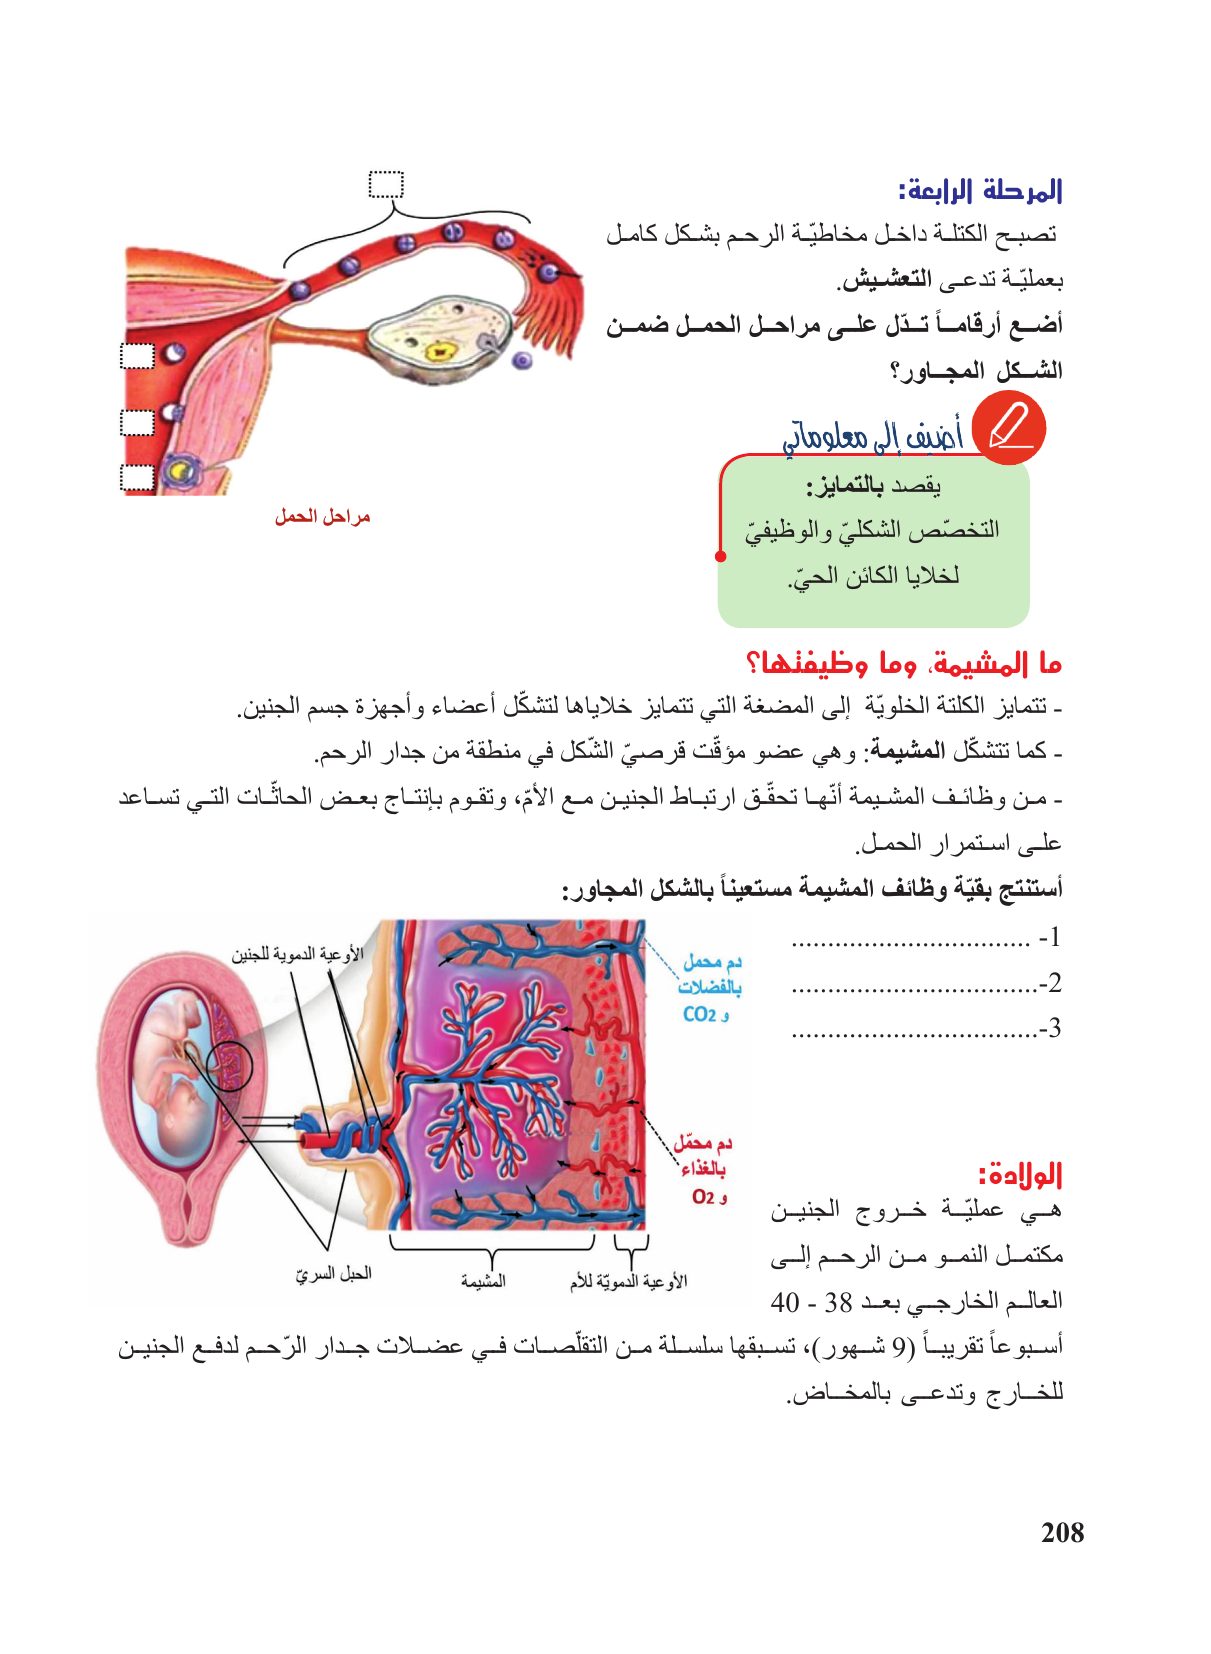 المرحلة الرابعة:
تصبح الكتلة داخل مخاطيّة الرحم بشكل كامل
بعمليّة تدعى التعشيش.
أضع أرقاماً تدّل على مراحل الحمل ضمن
الشكل المجاور؟
مراحل الحمل
أضيف إلى معلوماتي
يقصد بالتمايز:
التخصّص الشكليّ والوظيفيّ
لخلايا الكائن الحيّ.
ما المشيمة، وما وظيفتها؟
- تتمايز الكلتة الخلويّة إلى المضغة التي تتمايز خلاياها لتشكّل أعضاء وأجهزة جسم الجنين.
- كما تتشكّل المشيمة: وهي عضو مؤقّت قرصيّ الشّكل في منطقة من جدار الرحم.
- من وظائف المشيمة أنّها تحقّق ارتباط الجنين مع الأمّ، وتقوم بإنتاج بعض الحاثّات التي تساعد
على استمرار الحمل.
أستنتج بقيّة وظائف المشيمة مستعيناً بالشكل المجاور:
1- .................................
2-..................................
3-..................................
الأوعية الدموية للجنين
دم محمل
بالفضلات
و CO2
دم محمّل
بالغذاء
و O2
الحبل السريّ
المشيمة
الأوعية الدمويّة للأم
الولادة:
هي عمليّة خروج الجنين
مكتمل النمو من الرحم إلى
العالم الخارجي بعد 38 - 40
أسبوعاً تقريباً (9 شهور)، تسبقها سلسلة من التقلّصات في عضلات جدار الرّحم لدفع الجنين
للخارج وتدعى بالمخاض.
208